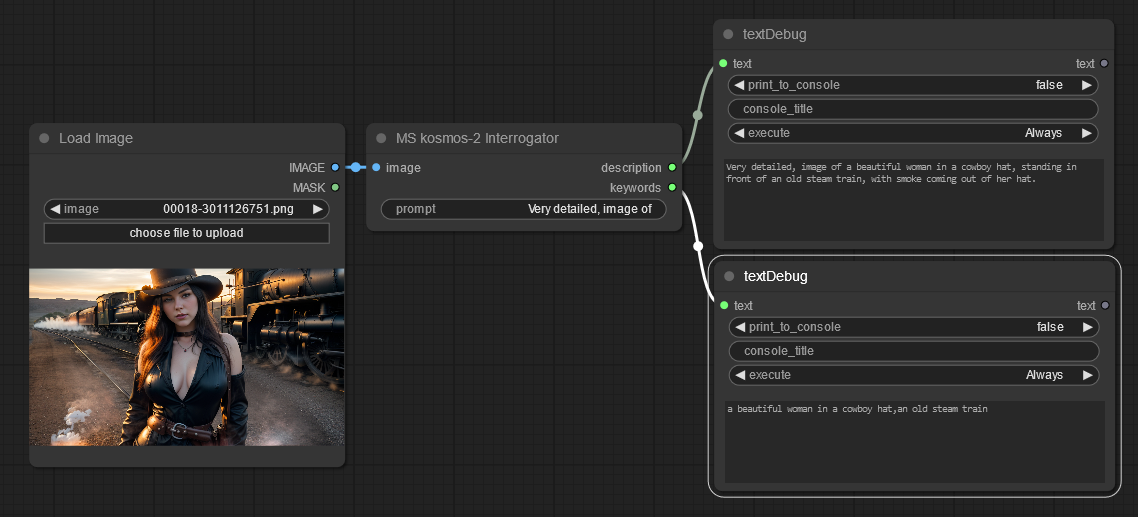 Load Image
IMAGE
MASK
image 00018-3011126751.png
choose file to upload
MS kosmos-2 Interrogator
image description
keywords
prompt Very detailed, image of
textDebug
text text
print_to_console false
console_title
execute Always
Very detailed, image of a beautiful woman in a cowboy hat, standing in
front of an old steam train, with smoke coming out of her hat.
textDebug
text text
print_to_console false
console_title
execute Always
a beautiful woman in a cowboy hat,an old steam train